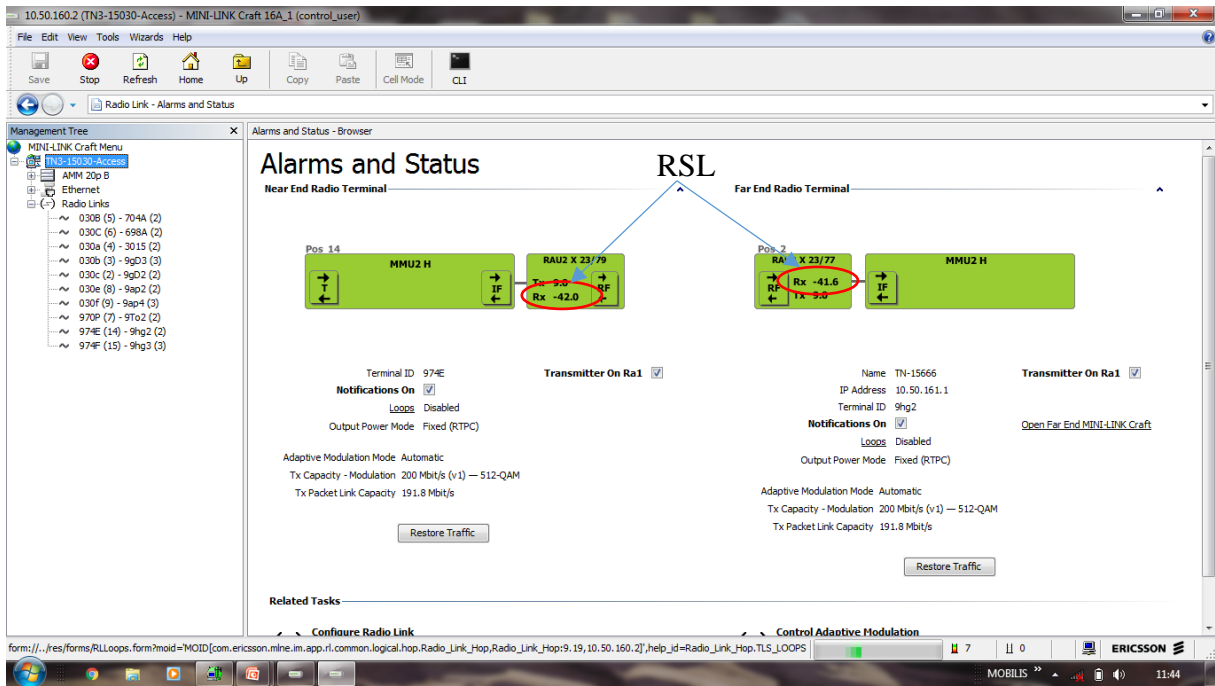 10.50.160.2 (TN3-15030-Access) - MINI-LINK Craft 16A_1 (control_user)
File Edit View Tools Wizards Help
Save Stop Refresh Home Up Copy Paste Cell Mode CLI
Radio Link - Alarms and Status
Management Tree
MINI-LINK Craft Menu
TN3-15030-Access
AMM 20p B
Ethernet
Radio Links
030B (5) - 704A (2)
030C (6) - 698A (2)
030a (4) - 3015 (2)
030b (3) - 9gD3 (3)
030c (2) - 9gD2 (2)
030e (8) - 9ap2 (2)
030f (9) - 9ap4 (3)
970P (7) - 9To2 (2)
974E (14) - 9hg2 (2)
974F (15) - 9hg3 (3)
Alarms and Status - Browser
Alarms and Status
RSL
Near End Radio Terminal
Pos 14
MMU2 H
T
IF
RAU2 X 23/79
Tx 9.0
Rx -42.0
RF
Terminal ID 974E
Transmitter On Ra1
Notifications On
Loops Disabled
Output Power Mode Fixed (RTPC)
Adaptive Modulation Mode Automatic
Tx Capacity - Modulation 200 Mbit/s (v1) — 512-QAM
Tx Packet Link Capacity 191.8 Mbit/s
Restore Traffic
Far End Radio Terminal
Pos 2
RAU2 X 23/77
RF
Rx -41.6
Tx 9.0
MMU2 H
IF
Name TN-15666
Transmitter On Ra1
IP Address 10.50.161.1
Terminal ID 9hg2
Notifications On
Open Far End MINI-LINK Craft
Loops Disabled
Output Power Mode Fixed (RTPC)
Adaptive Modulation Mode Automatic
Tx Capacity - Modulation 200 Mbit/s (v1) — 512-QAM
Tx Packet Link Capacity 191.8 Mbit/s
Restore Traffic
Related Tasks
Configure Radio Link
Control Adaptive Modulation
form://../res/forms/RLLoops.form?moid='MOID[com.ericsson.mlne.im.app.rl.common.logical.hop.Radio_Link_Hop,Radio_Link_Hop:9.19,10.50.160.2]',help_id=Radio_Link_Hop.TLS_LOOPS
7
0
ERICSSON
MOBILIS
11:44